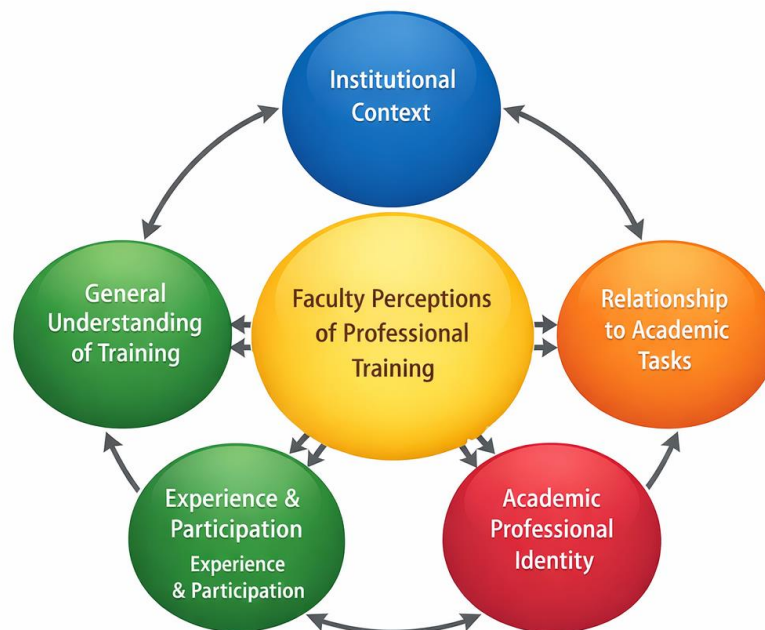 Institutional
Context
General
Understanding
of Training
Faculty Perceptions
of Professional
Training
Relationship
to Academic
Tasks
Experience &
Participation
Experience
& Participation
Academic
Professional
Identity